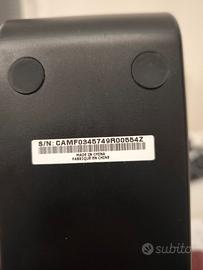 S/N: CAMF0345749R00554Z
MADE IN CHINA
FABRIQUÉ EN CHINE
subito